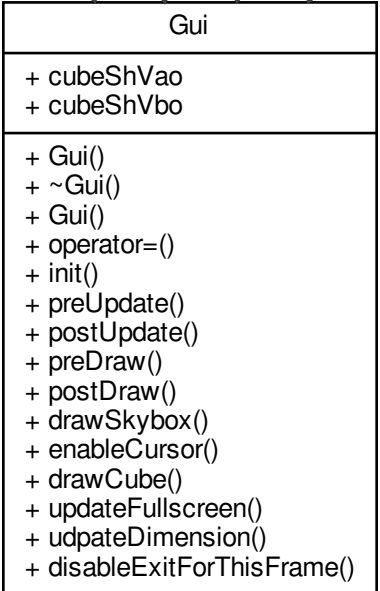 Gui
+ cubeShVao
+ cubeShVbo
+ Gui()
+ ~Gui()
+ Gui()
+ operator=()
+ init()
+ preUpdate()
+ postUpdate()
+ preDraw()
+ postDraw()
+ drawSkybox()
+ enableCursor()
+ drawCube()
+ updateFullscreen()
+ udpateDimension()
+ disableExitForThisFrame()